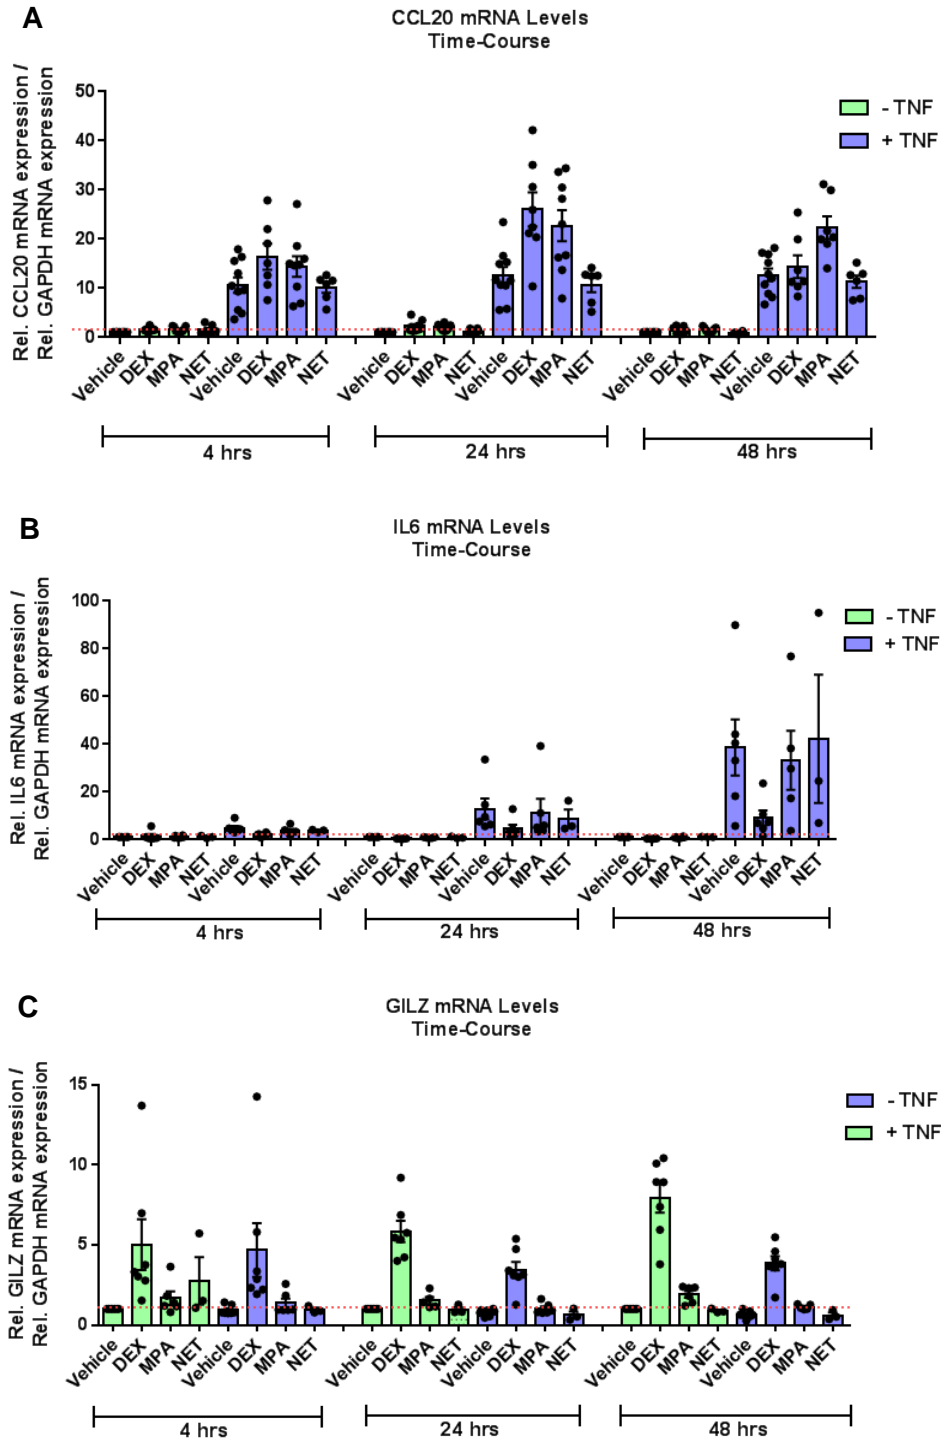 A
CCL20 mRNA Levels
Time-Course
Rel. CCL20 mRNA expression /
Rel. GAPDH mRNA expression
50
40
30
20
10
0
- TNF
+ TNF
Vehicle
DEX
MPA
NET
Vehicle
DEX
MPA
NET
Vehicle
DEX
MPA
NET
Vehicle
DEX
MPA
NET
Vehicle
DEX
MPA
NET
Vehicle
DEX
MPA
NET
4 hrs
24 hrs
48 hrs
B
IL6 mRNA Levels
Time-Course
Rel. IL6 mRNA expression /
Rel. GAPDH mRNA expression
100
80
60
40
20
0
- TNF
+ TNF
Vehicle
DEX
MPA
NET
Vehicle
DEX
MPA
NET
Vehicle
DEX
MPA
NET
Vehicle
DEX
MPA
NET
Vehicle
DEX
MPA
NET
Vehicle
DEX
MPA
NET
4 hrs
24 hrs
48 hrs
C
GILZ mRNA Levels
Time-Course
Rel. GILZ mRNA expression /
Rel. GAPDH mRNA expression
15
10
5
0
- TNF
+ TNF
Vehicle
DEX
MPA
NET
Vehicle
DEX
MPA
NET
Vehicle
DEX
MPA
NET
Vehicle
DEX
MPA
NET
Vehicle
DEX
MPA
NET
Vehicle
DEX
MPA
NET
4 hrs
24 hrs
48 hrs